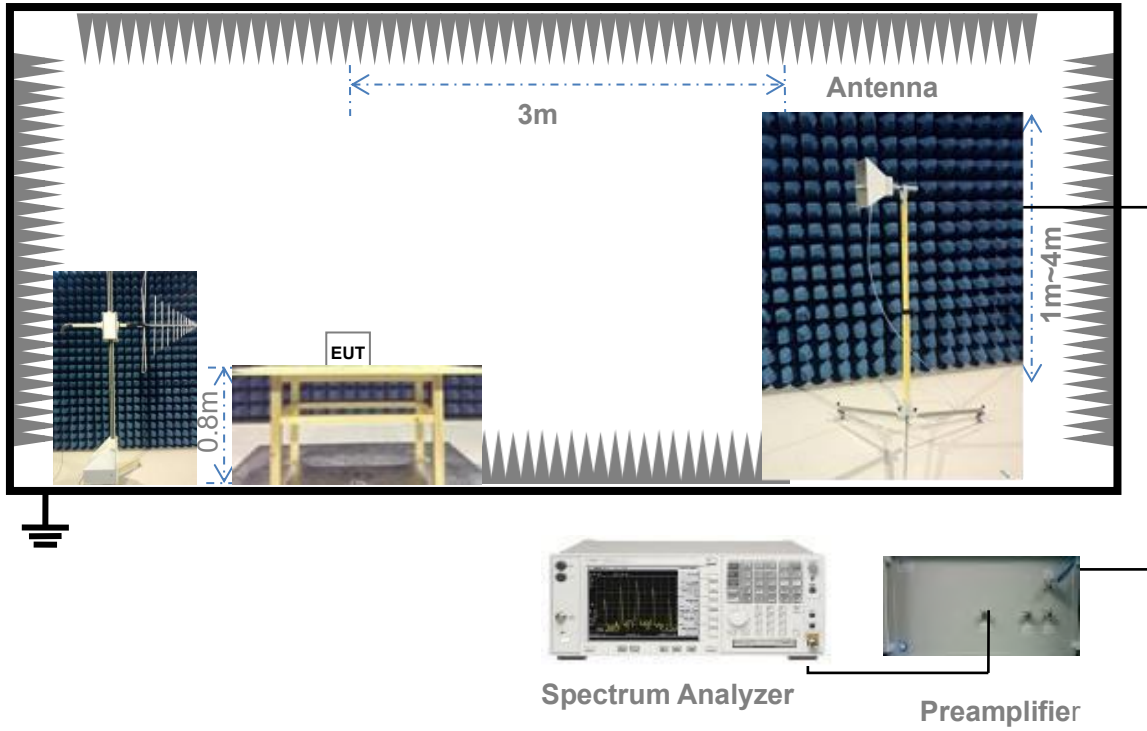 Antenna
3m
1m~4m
EUT
0.8m
Spectrum Analyzer
Preamplifier